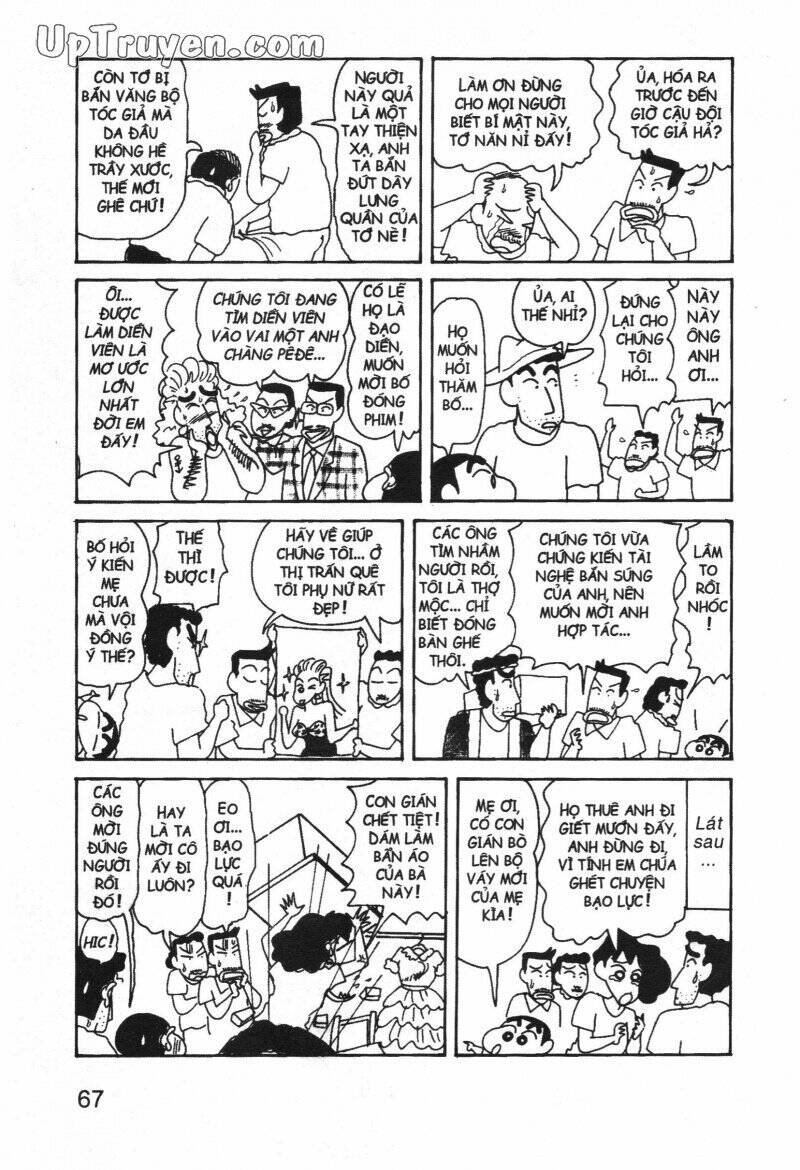 UpTruyen.com
ỦA, HÓA RA
TRƯỚC ĐẾN
GIỜ CẬU ĐỘI
TÓC GIẢ HẢ?
LÀM ƠN ĐỪNG
CHO MỌI NGƯỜI
BIẾT BÍ MẬT NÀY,
TỚ NĂN NỈ ĐẤY!
NGƯỜI
NÀY QUẢ
LÀ MỘT
TAY THIỆN
XẠ, ANH
TA BẮN
ĐỨT DÂY
LƯNG
QUẦN CỦA
TỚ NÈ!
CÒN TỚ BỊ
BẮN VĂNG BỘ
TÓC GIẢ MÀ
DA ĐẦU
KHÔNG HỀ
TRẦY XƯỚC,
THẾ MỚI
GHÊ CHỨ!
NÀY
NÀY
ÔNG
ANH
ƠI...
ĐỨNG
LẠI CHO
CHÚNG
TÔI
HỎI...
ỦA, AI
THẾ NHỈ?
HỌ
MUỐN
HỎI
THĂM
BỐ...
CÓ LẼ
HỌ LÀ
ĐẠO
DIỄN,
MUỐN
MỜI BỐ
ĐÓNG
PHIM!
CHÚNG TÔI ĐANG
TÌM DIỄN VIÊN
VÀO VAI MỘT ANH
CHÀNG PÊĐÊ...
ÔI...
ĐƯỢC
LÀM DIỄN
VIÊN LÀ
MƠ ƯỚC
LỚN
NHẤT
ĐỜI EM
ĐẤY!
LẦM
TO
RỒI
NHÓC
!
CHÚNG TÔI VỪA
CHỨNG KIẾN TÀI
NGHỆ BẮN SÚNG
CỦA ANH, NÊN
MUỐN MỜI ANH
HỢP TÁC...
CÁC ÔNG
TÌM NHẦM
NGƯỜI RỒI,
TÔI LÀ THỢ
MỘC... CHỈ
BIẾT ĐÓNG
BÀN GHẾ
THÔI.
HÃY VỀ GIÚP
CHÚNG TÔI... Ở
THỊ TRẤN QUÊ
TÔI PHỤ NỮ RẤT
ĐẸP!
THẾ
THÌ
ĐƯỢC!
BỐ HỎI
Ý KIẾN
MẸ
CHƯA
MÀ VỘI
ĐỒNG
Ý THẾ?
Lát
sau
...
HỌ THUÊ ANH ĐI
GIẾT MƯỚN ĐẤY,
ANH ĐỪNG ĐI,
VÌ TÍNH EM CHÚA
GHÉT CHUYỆN
BẠO LỰC!
MẸ ƠI,
CÓ CON
GIÁN BÒ
LÊN BỘ
VÁY MỚI
CỦA MẸ
KÌA!
CON GIÁN
CHẾT TIỆT!
DÁM LÀM
BẨN ÁO
CỦA BÀ
NÀY!
EO
ƠI...
BẠO
LỰC
QUÁ
!
HAY
LÀ TA
MỜI CÔ
ẤY ĐI
LUÔN?
CÁC
ÔNG
MỜI
ĐÚNG
NGƯỜI
RỒI
ĐÓ!
HIC!
67